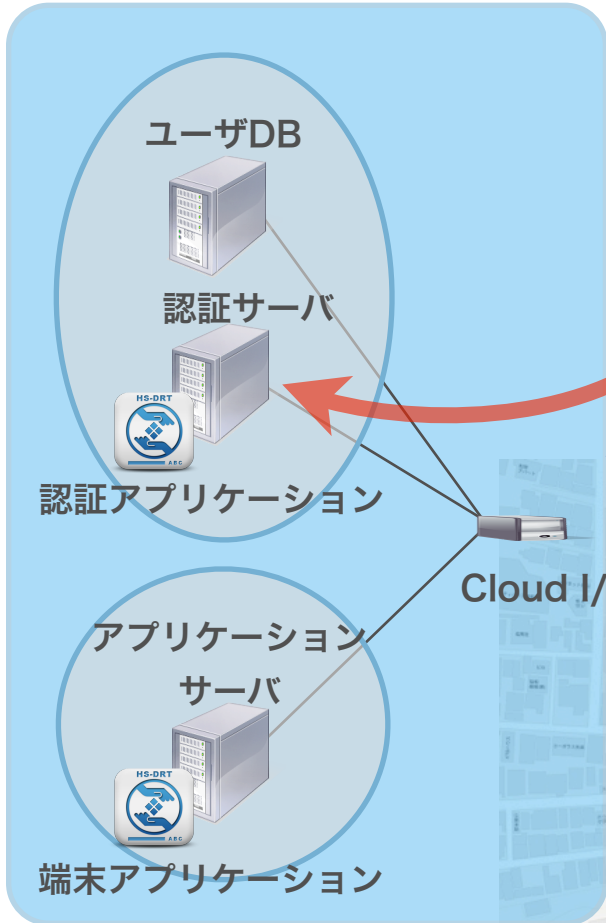 ユーザDB
認証サーバ
HS-DRT
ABC
認証アプリケーション
Cloud I/
アプリケーション
サーバ
HS-DRT
ABC
端末アプリケーション